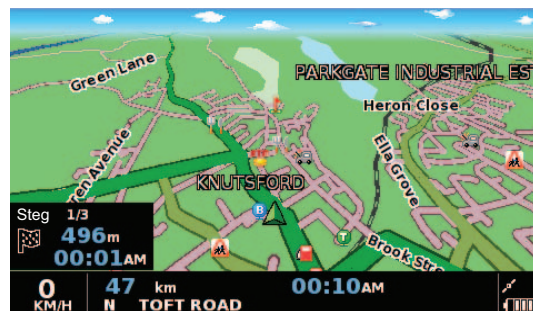 Green Lane
PARKGATE INDUSTRIAL EST
Heron Close
Ella Grove
KNUTSFORD
B
T
Brook Stre
Steg 1/3
496m
00:01AM
0
KM/H
47 km
00:10AM
N TOFT ROAD